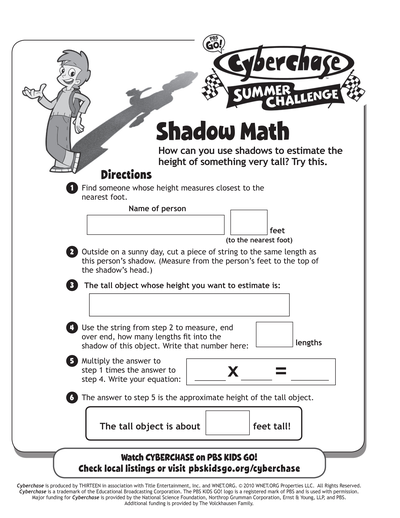 PBS KIDS GO!
Cyberchase
SUMMER
CHALLENGE
Shadow Math
How can you use shadows to estimate the
height of something very tall? Try this.
Directions
1 Find someone whose height measures closest to the
nearest foot.
Name of person
feet
(to the nearest foot)
2 Outside on a sunny day, cut a piece of string to the same length as
this person's shadow. (Measure from the person's feet to the top of
the shadow's head.)
3 The tall object whose height you want to estimate is:
4 Use the string from step 2 to measure, end
over end, how many lengths fit into the
shadow of this object. Write that number here:
lengths
5 Multiply the answer to
step 1 times the answer to
step 4. Write your equation:
x =
6 The answer to step 5 is the approximate height of the tall object.
The tall object is about feet tall!
Watch CYBERCHASE on PBS KIDS GO!
Check local listings or visit pbskidsgo.org/cyberchase
Cyberchase is produced by THIRTEEN in association with Title Entertainment, Inc. and WNET.ORG. © 2010 WNET.ORG Properties LLC. All Rights Reserved.
Cyberchase is a trademark of the Educational Broadcasting Corporation. The PBS KIDS GO! logo is a registered mark of PBS and is used with permission.
Major funding for Cyberchase is provided by the National Science Foundation, Northrop Grumman Corporation, Ernst & Young, LLP, and PBS.
Additional funding is provided by The Volckhausen Family.